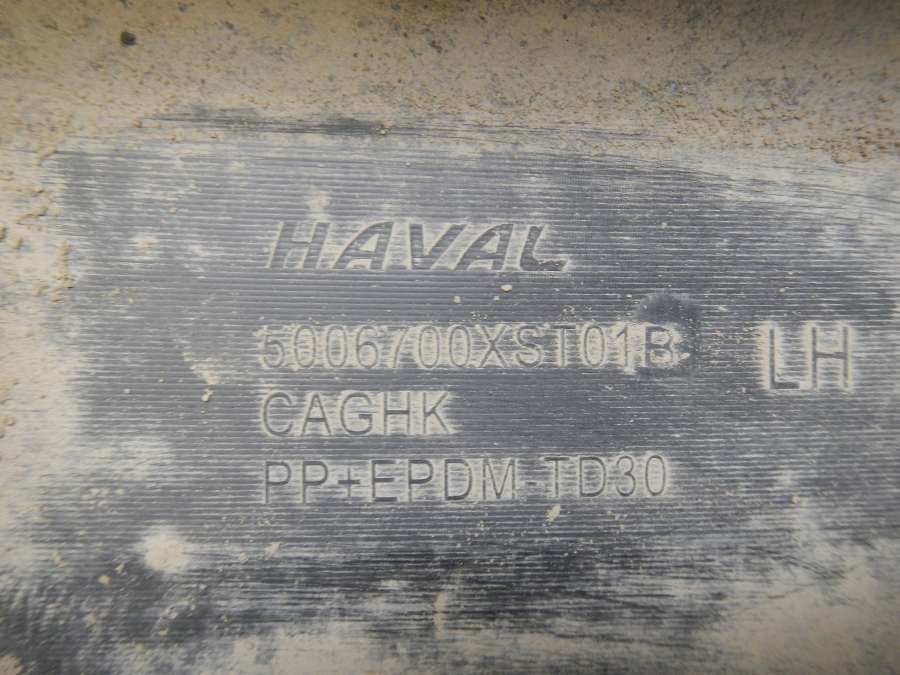 HAVAL
5006700XST01B
LH
CAGHK
PP+EPDM-TD30